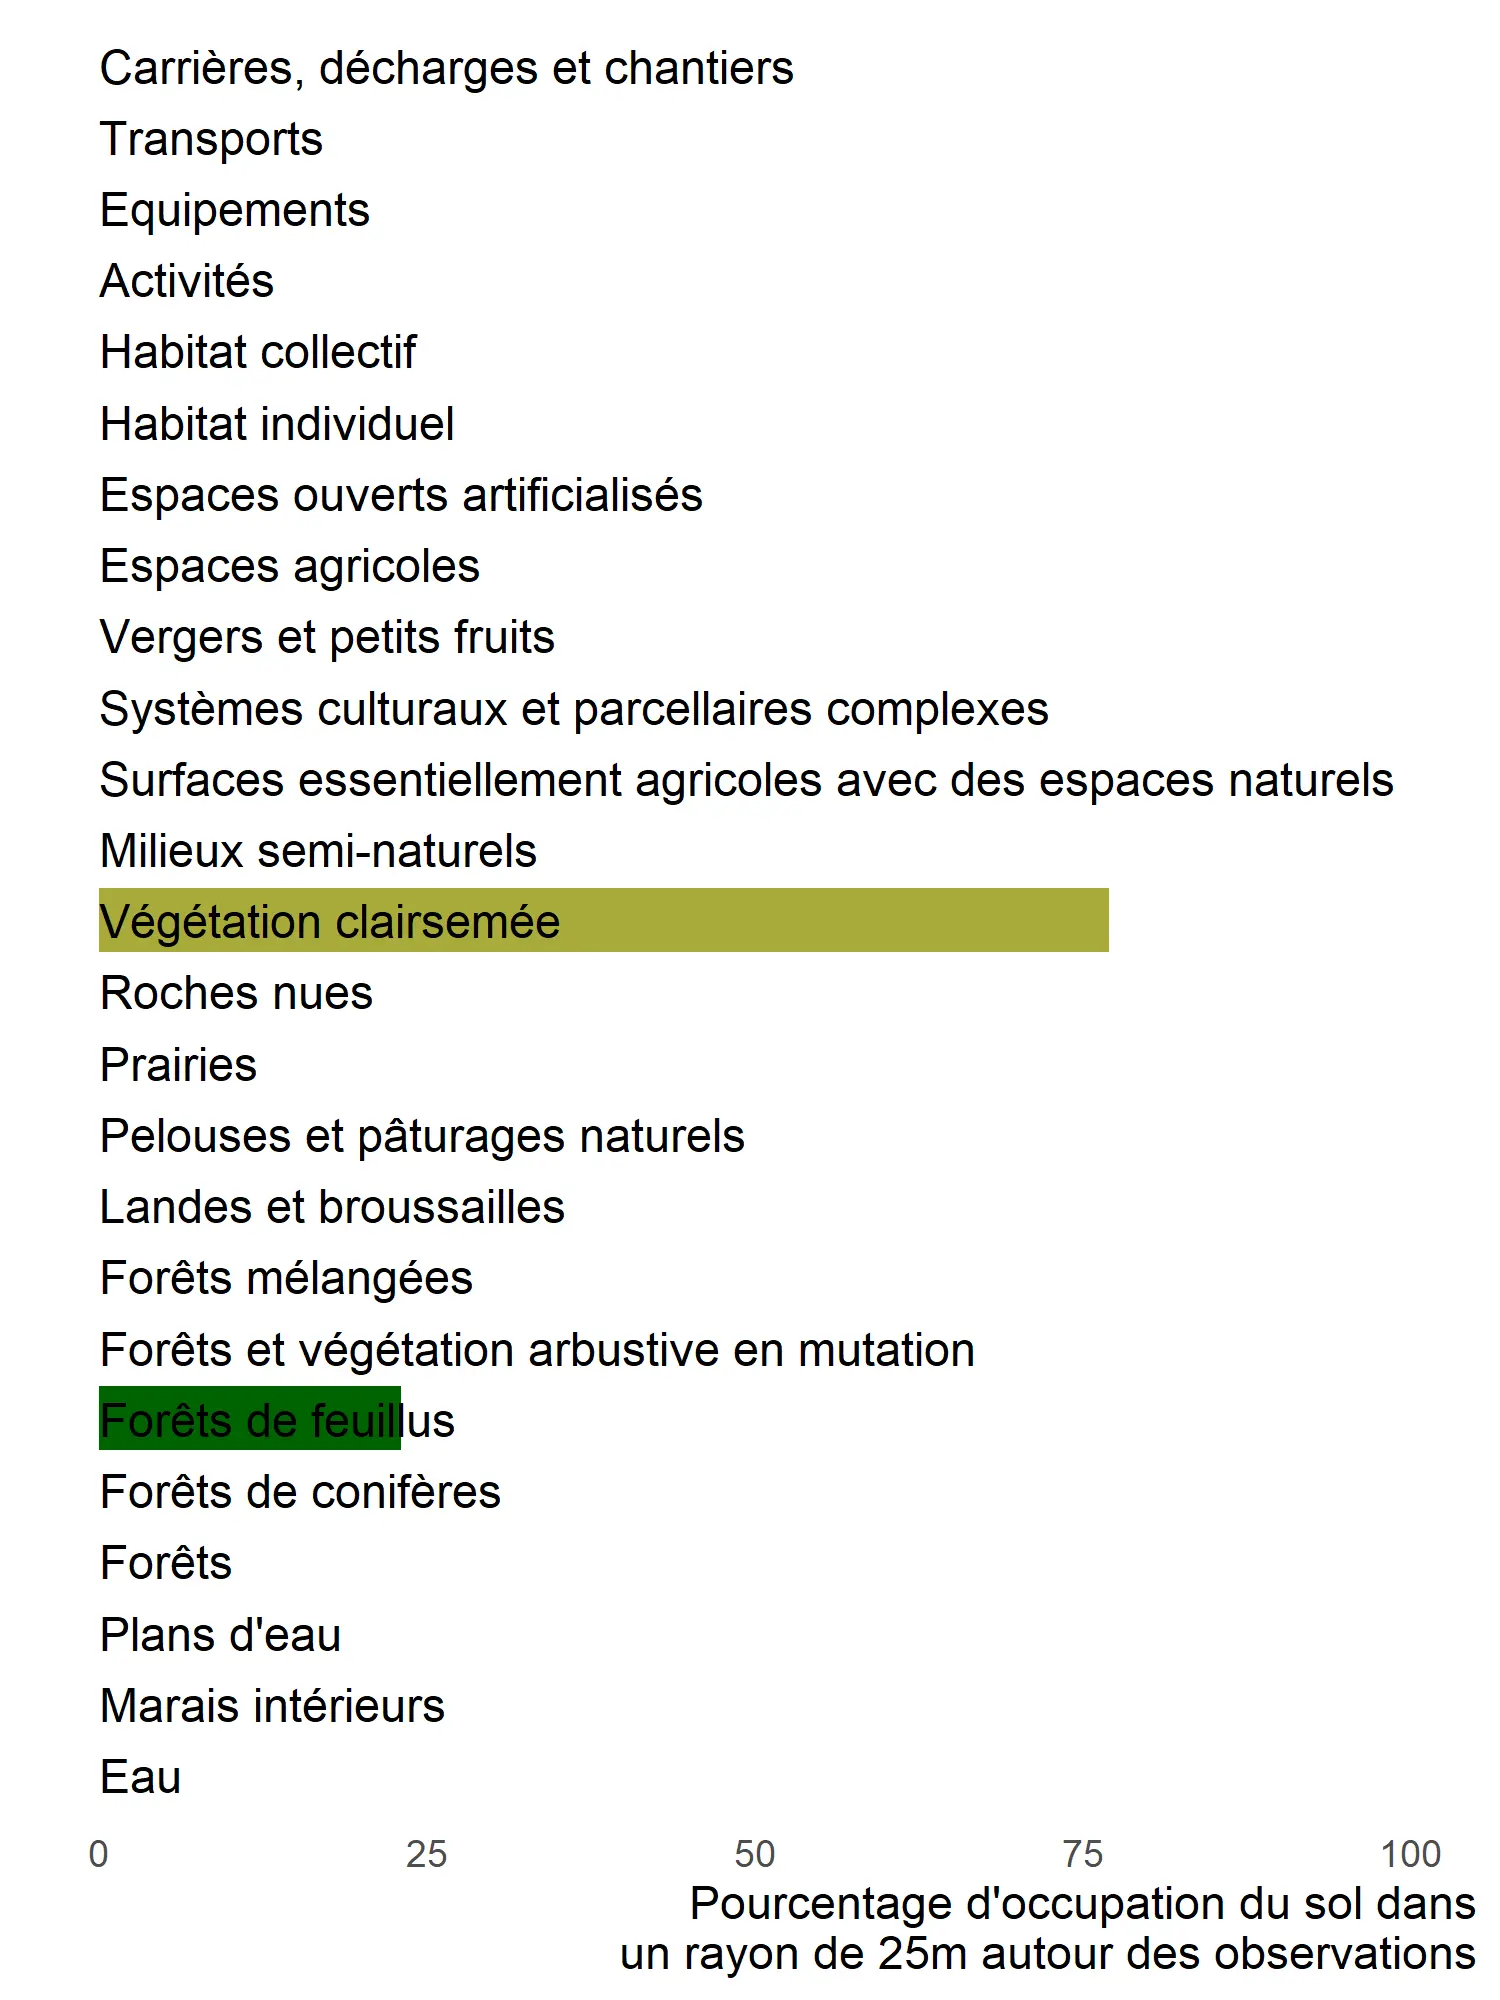 Carrières, décharges et chantiers
Transports
Equipements
Activités
Habitat collectif
Habitat individuel
Espaces ouverts artificialisés
Espaces agricoles
Vergers et petits fruits
Systèmes culturaux et parcellaires complexes
Surfaces essentiellement agricoles avec des espaces naturels
Milieux semi-naturels
Végétation clairsemée
Roches nues
Prairies
Pelouses et pâturages naturels
Landes et broussailles
Forêts mélangées
Forêts et végétation arbustive en mutation
Forêts de feuillus
Forêts de conifères
Forêts
Plans d'eau
Marais intérieurs
Eau
0 25 50 75 100
Pourcentage d'occupation du sol dans
un rayon de 25m autour des observations